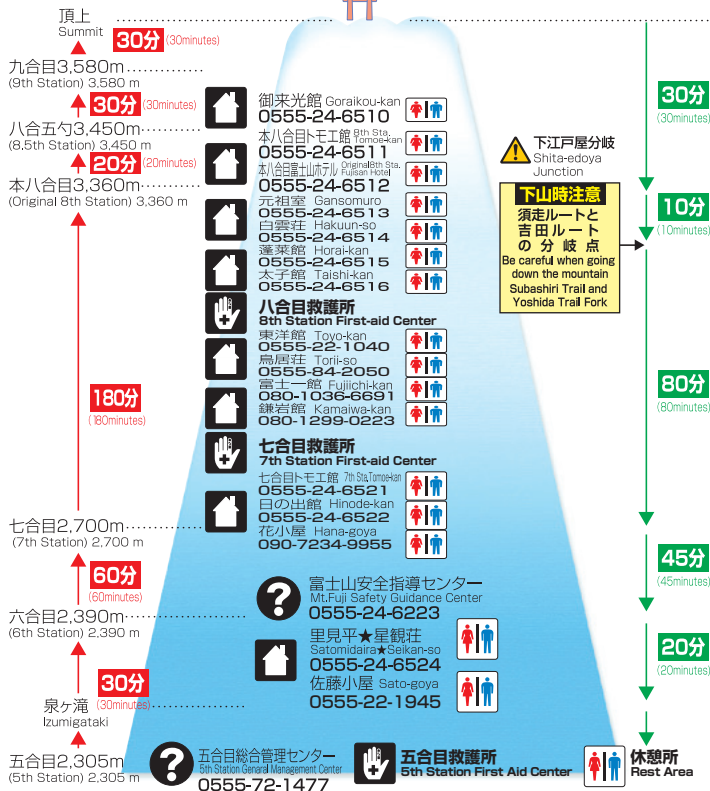 頂上
Summit
30分 (30minutes)
九合目3,580m
(9th Station) 3,580 m
30分 (30minutes)
八合五勺3,450m
(8,5th Station) 3,450 m
20分 (20minutes)
本八合目3,360m
(Original 8th Station) 3,360 m
180分
(180minutes)
七合目2,700m
(7th Station) 2,700 m
60分
(60minutes)
六合目2,390m
(6th Station) 2,390 m
30分
(30minutes)
泉ヶ滝
Izumigataki
五合目2,305m
(5th Station) 2,305 m
御来光館 Goraikou-kan
0555-24-6510
本八合目トモエ館 8th Sta. Tomoe-kan
0555-24-6511
本八合目富士山ホテル Original8th Sta. Fujisan Hotel
0555-24-6512
元祖室 Gansomuro
0555-24-6513
白雲荘 Hakuun-so
0555-24-6514
蓬莱館 Horai-kan
0555-24-6515
太子館 Taishi-kan
0555-24-6516
八合目救護所
8th Station First-aid Center
東洋館 Toyo-kan
0555-22-1040
鳥居荘 Torii-so
0555-84-2050
富士一館 Fujiichi-kan
080-1036-6691
鎌岩館 Kamaiwa-kan
080-1299-0223
七合目救護所
7th Station First-aid Center
七合目トモエ館 7th Sta.Tomoe-kan
0555-24-6521
日の出館 Hinode-kan
0555-24-6522
花小屋 Hana-goya
090-7234-9955
富士山安全指導センター
Mt.Fuji Safety Guidance Center
0555-24-6223
里見平★星観荘
Satomidaira★Seikan-so
0555-24-6524
佐藤小屋 Sato-goya
0555-22-1945
五合目総合管理センター
5th Station Genaral Management Center
0555-72-1477
五合目救護所
5th Station First Aid Center
休憩所
Rest Area
30分
(30minutes)
下江戸屋分岐
Shita-edoya
Junction
下山時注意
須走ルートと
吉田ルート
の分岐点
Be careful when going
down the mountain
Subashiri Trail and
Yoshida Trail Fork
10分
(10minutes)
80分
(80minutes)
45分
(45minutes)
20分
(20minutes)